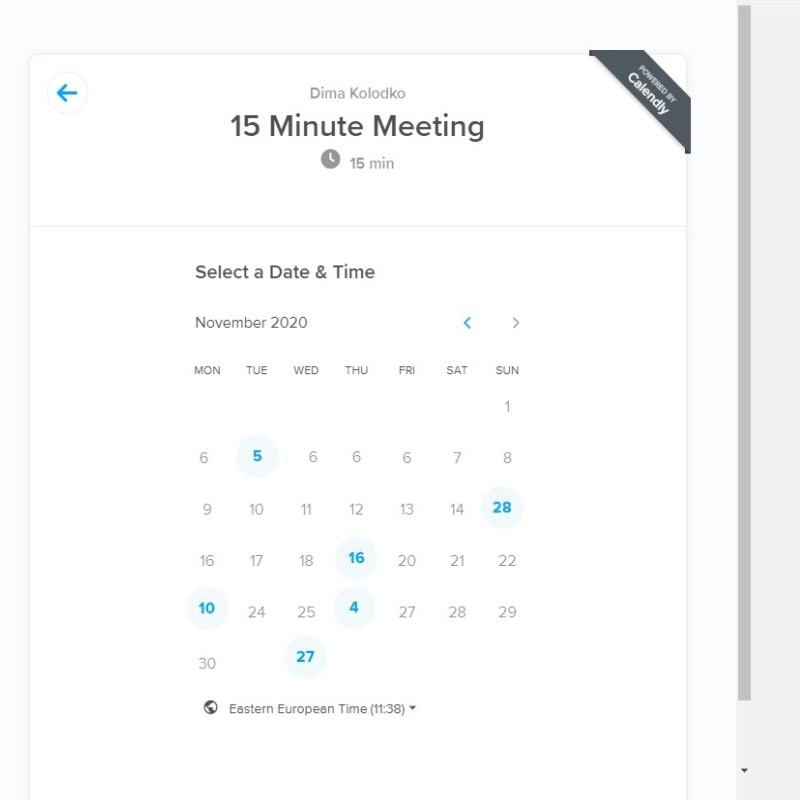 POWERED BY
Calendly
Dima Kolodko
15 Minute Meeting
15 min
Select a Date & Time
November 2020
MON TUE WED THU FRI SAT SUN
1
6 5 6 6 6 7 8
9 10 11 12 13 14 28
16 17 18 16 20 21 22
10 24 25 4 27 28 29
30 27
Eastern European Time (11:38)